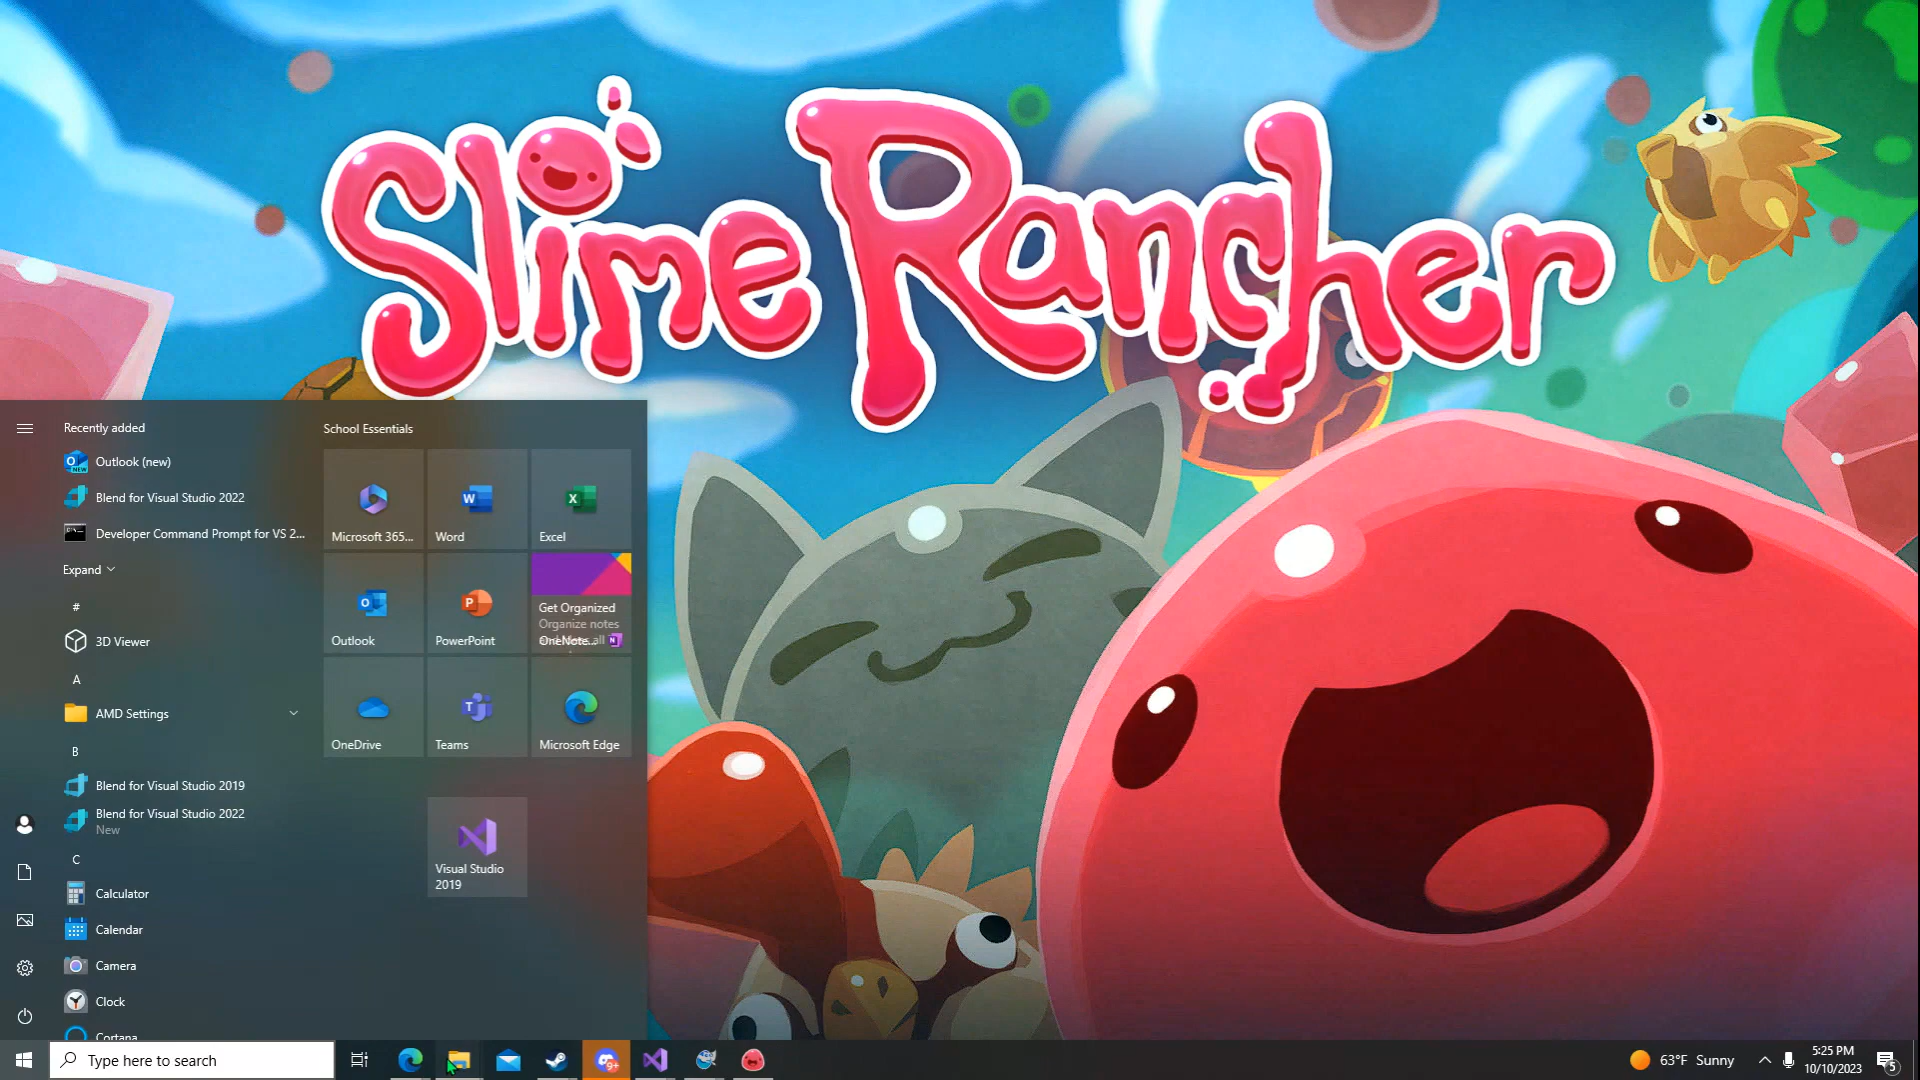 Slime Rancher
Recently added
Outlook (new)
Blend for Visual Studio 2022
Developer Command Prompt for VS 2...
Expand
#
3D Viewer
A
AMD Settings
B
Blend for Visual Studio 2019
Blend for Visual Studio 2022
New
C
Calculator
Calendar
Camera
Clock
Cortana
School Essentials
Microsoft 365...
Word
Excel
Outlook
PowerPoint
Get Organized
Organize notes
OneNote...
OneDrive
Teams
Microsoft Edge
Visual Studio
2019
Type here to search
9+
63°F Sunny
5:25 PM
10/10/2023
5